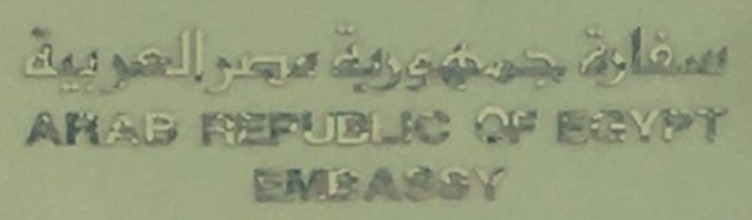 سفارة جمهورية مصر العربية
ARAB REPUBLIC OF EGYPT
EMBASSY